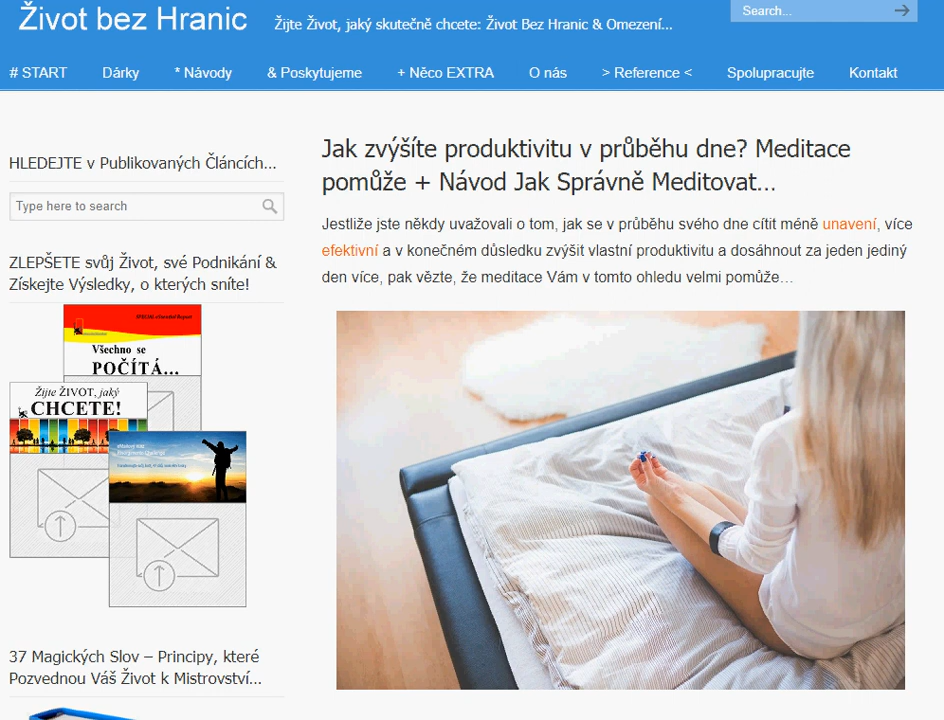 Život bez Hranic
Žijte Život, jaký skutečně chcete: Život Bez Hranic & Omezení...
Search...
# START
Dárky
* Návody
& Poskytujeme
+ Něco EXTRA
O nás
> Reference <
Spolupracujte
Kontakt
HLEDEJTE v Publikovaných Článcích...
Type here to search
ZLEPŠETE svůj Život, své Podnikání &
Získejte Výsledky, o kterých sníte!
Všechno se
POČÍTÁ...
Žijte ŽIVOT, jaký
CHCETE!
37 Magických Slov – Principy, které
Pozvednou Váš Život k Mistrovství...
Jak zvýšíte produktivitu v průběhu dne? Meditace
pomůže + Návod Jak Správně Meditovat...
Jestliže jste někdy uvažovali o tom, jak se v průběhu svého dne cítit méně unavení, více
efektivní a v konečném důsledku zvýšit vlastní produktivitu a dosáhnout za jeden jediný
den více, pak vězte, že meditace Vám v tomto ohledu velmi pomůže...